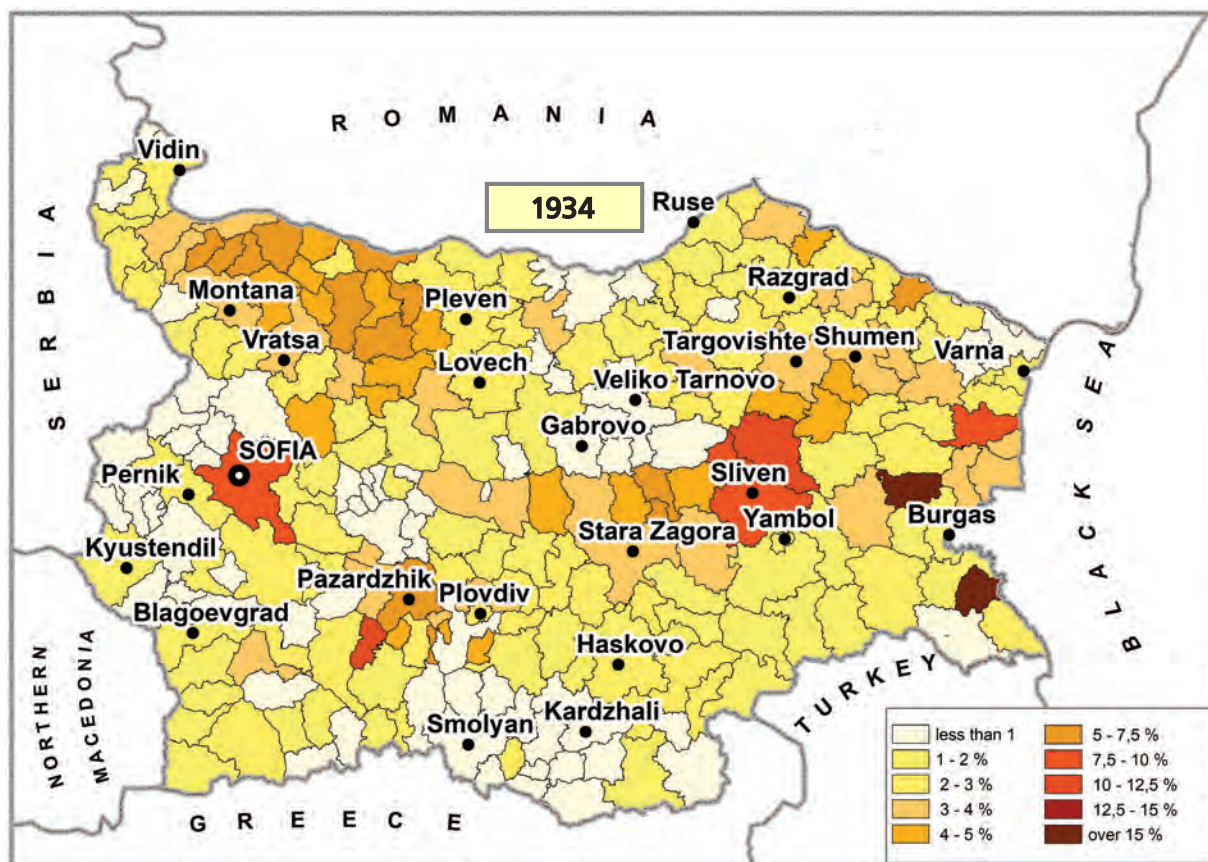 R O M A N I A
Vidin
1934
Ruse
S E R B I A
Razgrad
Montana
Pleven
Targovishte
Shumen
Varna
Vratsa
Lovech
Veliko Tarnovo
Gabrovo
SOFIA
Pernik
Sliven
Stara Zagora
Yambol
Burgas
B L A C K S E A
Kyustendil
Pazardzhik
Plovdiv
Blagoevgrad
Haskovo
NORTHERN
MACEDONIA
T U R K E Y
Smolyan
Kardzhali
G R E E C E
less than 1
1 - 2 %
2 - 3 %
3 - 4 %
4 - 5 %
5 - 7,5 %
7,5 - 10 %
10 - 12,5 %
12,5 - 15 %
over 15 %